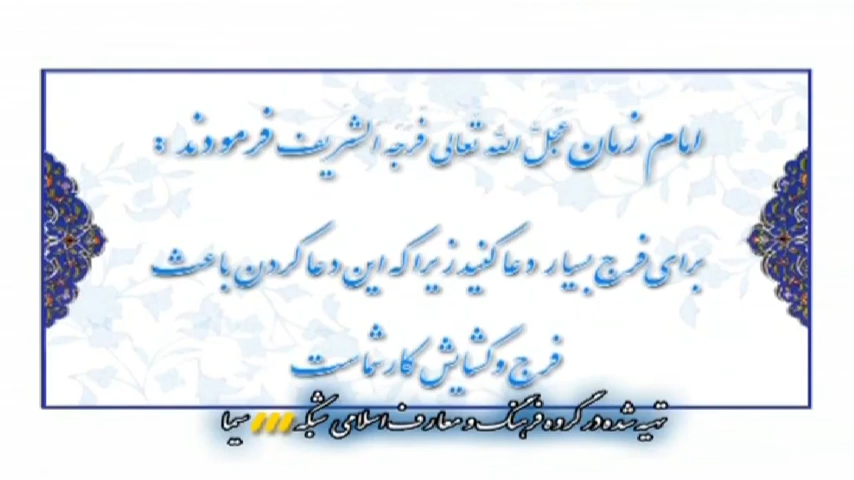 امام زمان عجل الله تعالی فرجه الشریف فرمودند :
برای فرج بسیار دعا کنید زیرا که این دعا کردن باعث
فرج و گشایش کار شماست
تهیه شده در گروه فرهنگ و معارف اسلامی شبکه سیما